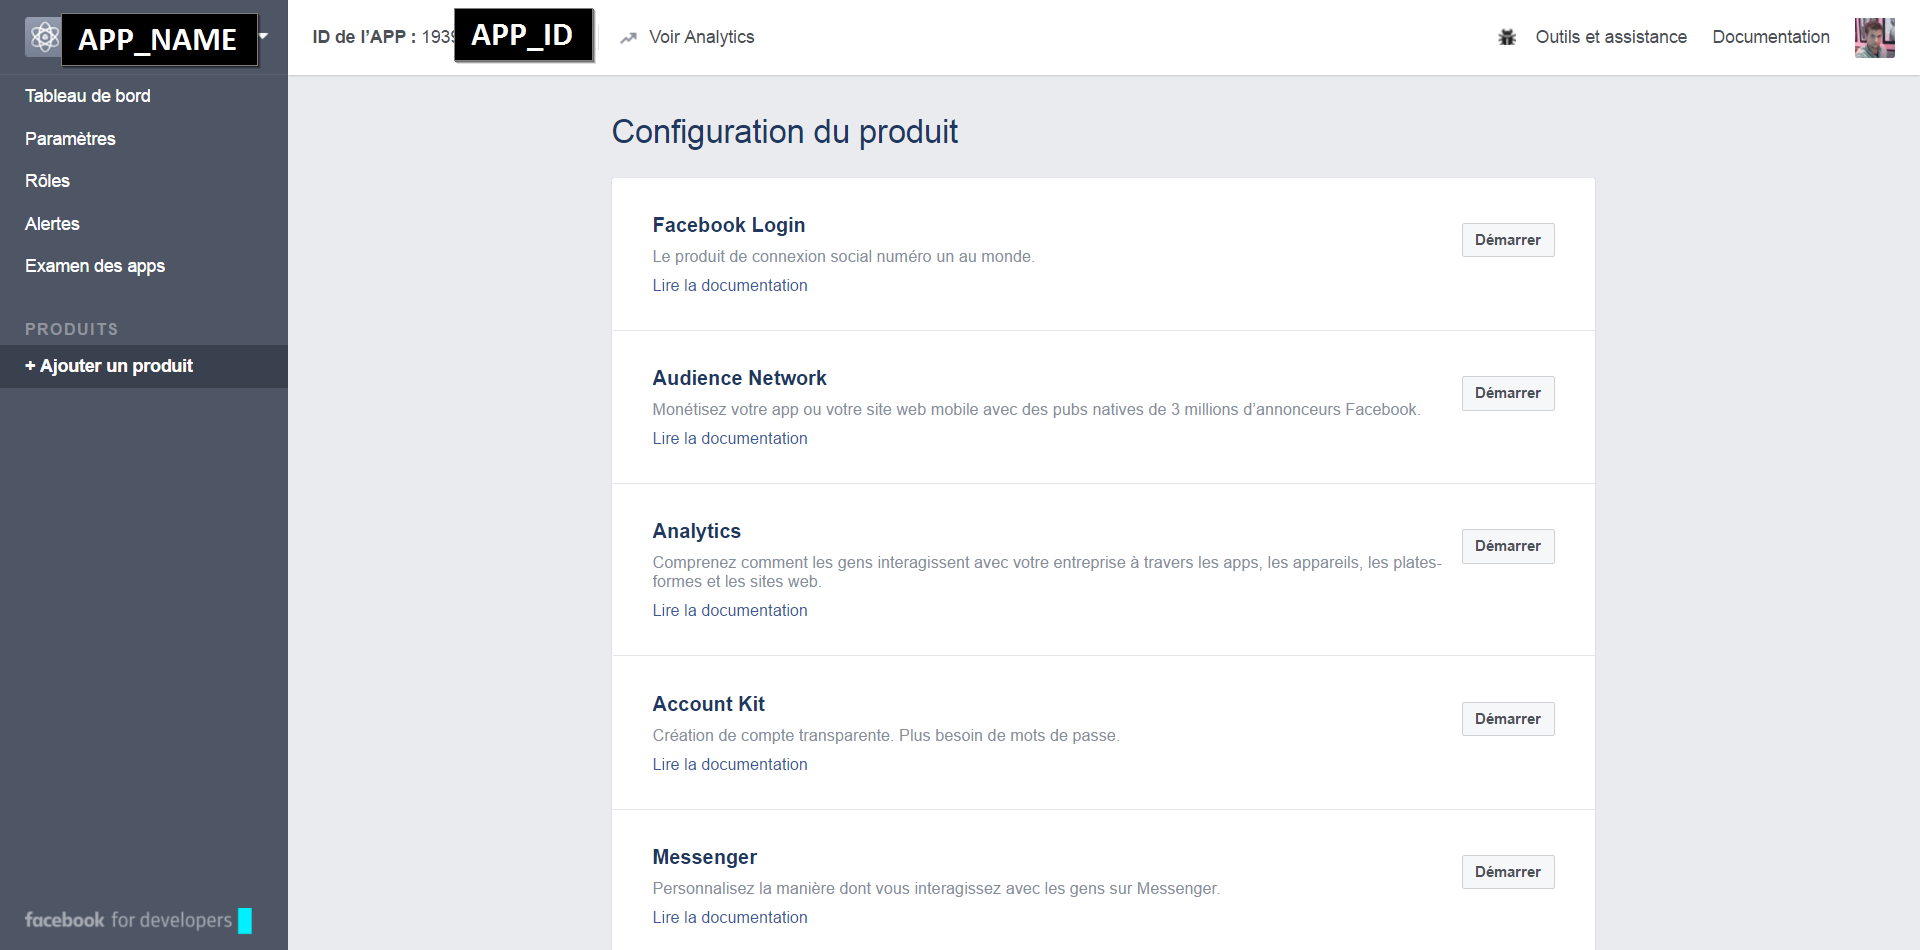 APP_NAME
ID de l’APP : 1939 APP_ID
Voir Analytics
Outils et assistance
Documentation
Tableau de bord
Paramètres
Rôles
Alertes
Examen des apps
PRODUITS
+ Ajouter un produit
facebook for developers
Configuration du produit
Facebook Login
Le produit de connexion social numéro un au monde.
Lire la documentation
Démarrer
Audience Network
Monétisez votre app ou votre site web mobile avec des pubs natives de 3 millions d’annonceurs Facebook.
Lire la documentation
Démarrer
Analytics
Comprenez comment les gens interagissent avec votre entreprise à travers les apps, les appareils, les plates-
formes et les sites web.
Lire la documentation
Démarrer
Account Kit
Création de compte transparente. Plus besoin de mots de passe.
Lire la documentation
Démarrer
Messenger
Personnalisez la manière dont vous interagissez avec les gens sur Messenger.
Lire la documentation
Démarrer